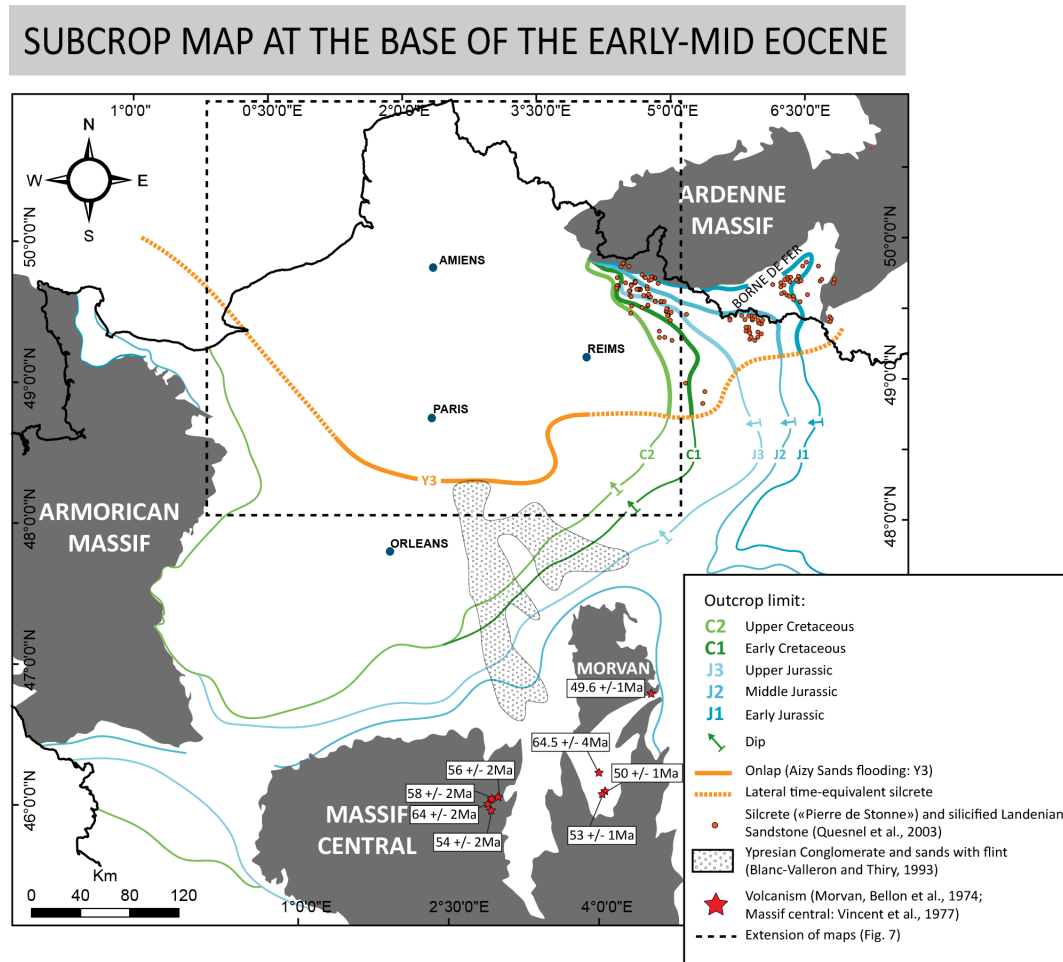 SUBCROP MAP AT THE BASE OF THE EARLY-MID EOCENE
1°0'0"
0°30'0"E
2°0'0"E
3°30'0"E
5°0'0"E
6°30'0"E
N
W
E
S
50°0'0"N
49°0'0"N
48°0'0"N
47°0'0"N
46°0'0"N
50°0'0"N
49°0'0"N
48°0'0"N
ARDENNE
MASSIF
BORNE DE FER
AMIENS
REIMS
PARIS
Y3
C2
C1
J3
J2
J1
ARMORICAN
MASSIF
ORLEANS
MORVAN
49.6 +/-1Ma
64.5 +/- 4Ma
50 +/- 1Ma
53 +/- 1Ma
56 +/- 2Ma
58 +/- 2Ma
64 +/- 2Ma
54 +/- 2Ma
MASSIF
CENTRAL
Km
0 40 80 120
1°0'0"E
2°30'0"E
4°0'0"E
Outcrop limit:
C2 Upper Cretaceous
C1 Early Cretaceous
J3 Upper Jurassic
J2 Middle Jurassic
J1 Early Jurassic
Dip
Onlap (Aizy Sands flooding: Y3)
Lateral time-equivalent silcrete
Silcrete («Pierre de Stonne») and silicified Landenian
Sandstone (Quesnel et al., 2003)
Ypresian Conglomerate and sands with flint
(Blanc-Valleron and Thiry, 1993)
Volcanism (Morvan, Bellon et al., 1974;
Massif central: Vincent et al., 1977)
Extension of maps (Fig. 7)